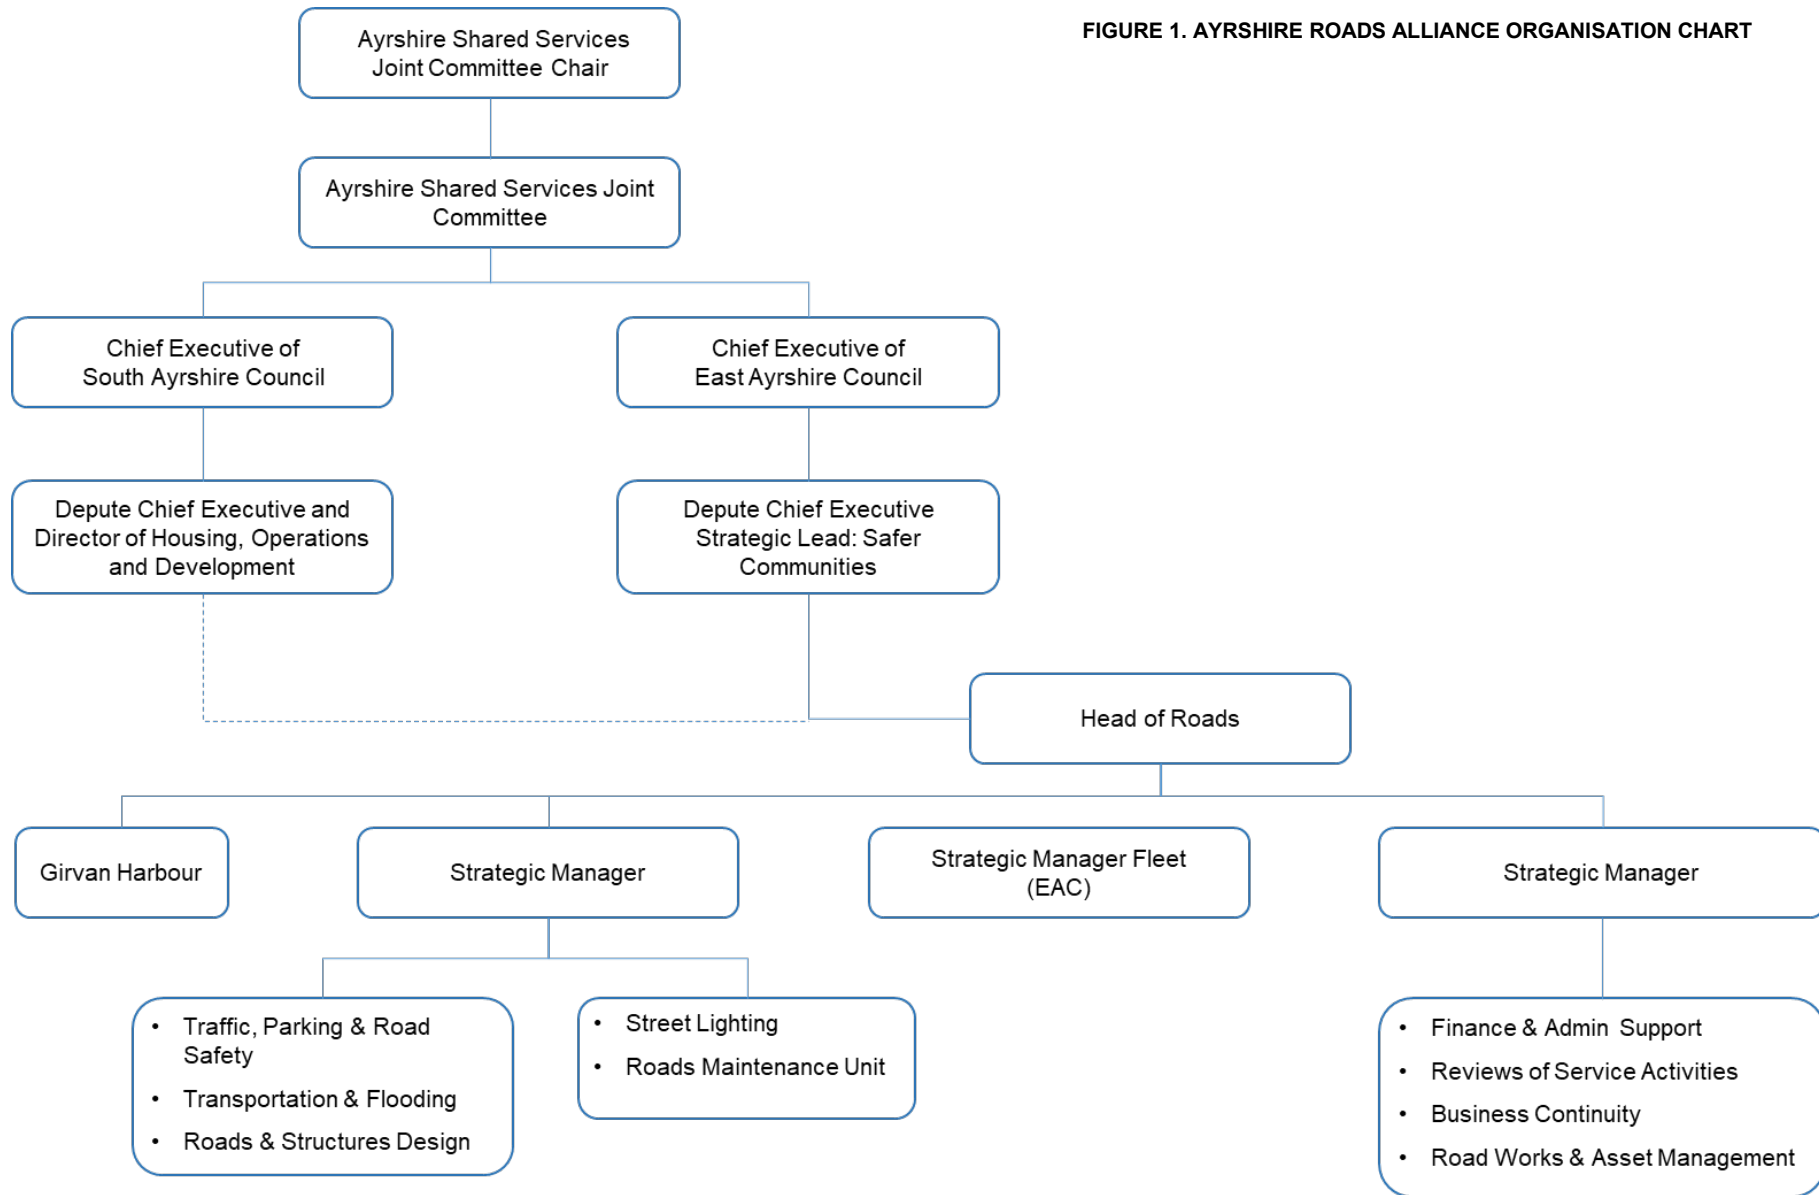 FIGURE 1. AYRSHIRE ROADS ALLIANCE ORGANISATION CHART
Ayrshire Shared Services
Joint Committee Chair
Ayrshire Shared Services Joint
Committee
Chief Executive of
South Ayrshire Council
Chief Executive of
East Ayrshire Council
Depute Chief Executive and
Director of Housing, Operations
and Development
Depute Chief Executive
Strategic Lead: Safer
Communities
Head of Roads
Girvan Harbour
Strategic Manager
Strategic Manager Fleet
(EAC)
Strategic Manager
• Traffic, Parking & Road
Safety
• Transportation & Flooding
• Roads & Structures Design
• Street Lighting
• Roads Maintenance Unit
• Finance & Admin Support
• Reviews of Service Activities
• Business Continuity
• Road Works & Asset Management